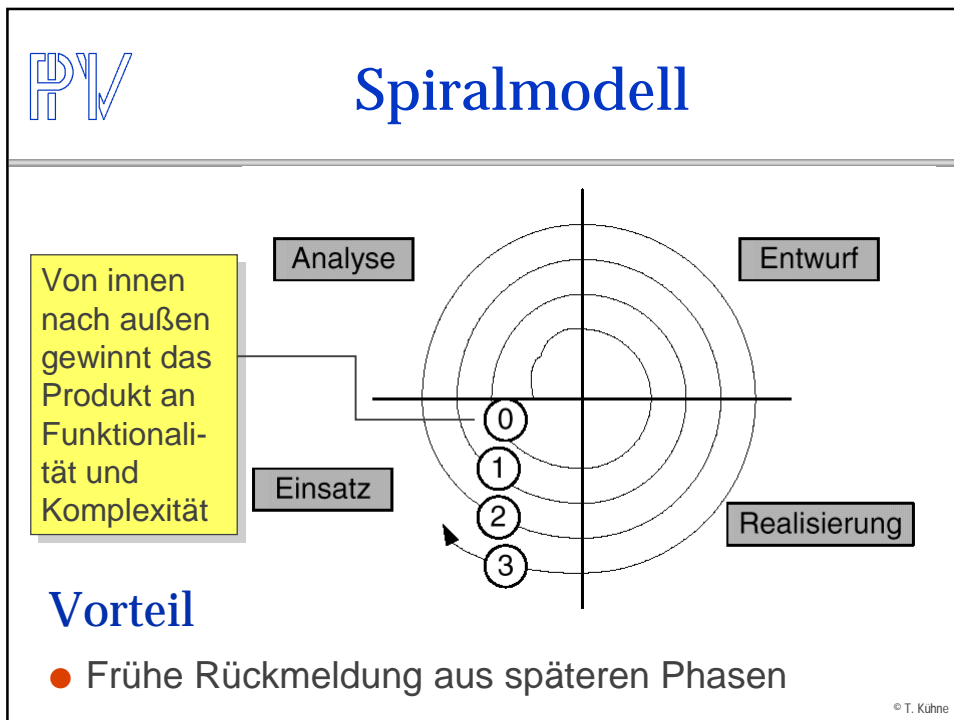 PPV
Spiralmodell
Von innen
nach außen
gewinnt das
Produkt an
Funktionali-
tät und
Komplexität
Analyse
Entwurf
0
1
2
3
Einsatz
Realisierung
Vorteil
● Frühe Rückmeldung aus späteren Phasen
© T. Kühne